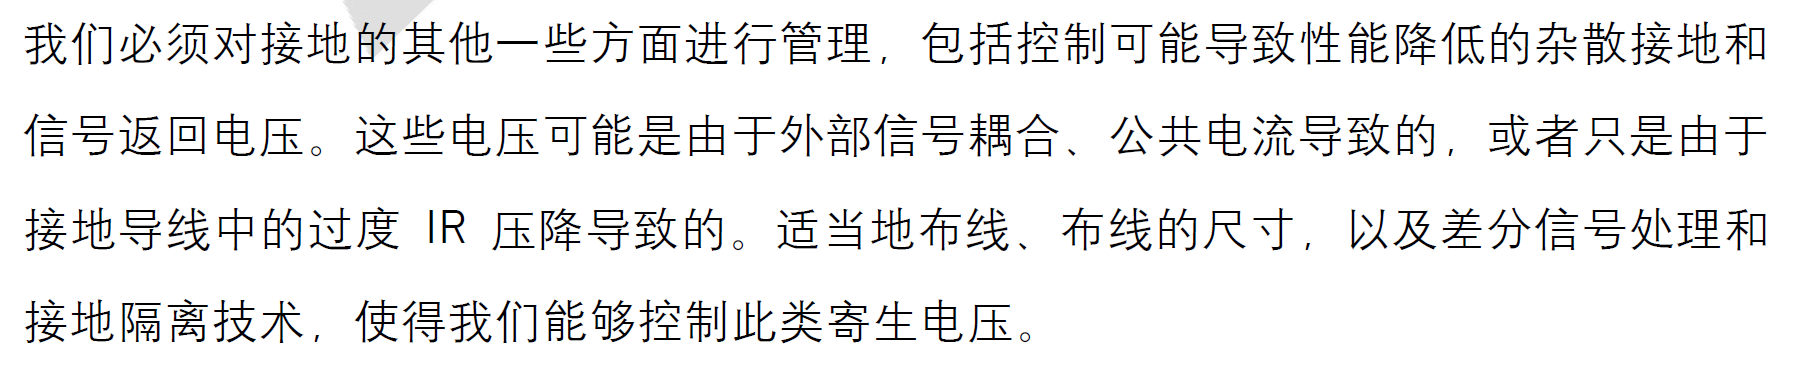 我们必须对接地的其他一些方面进行管理，包括控制可能导致性能降低的杂散接地和
信号返回电压。这些电压可能是由于外部信号耦合、公共电流导致的，或者只是由于
接地导线中的过度 IR 压降导致的。适当地布线、布线的尺寸，以及差分信号处理和
接地隔离技术，使得我们能够控制此类寄生电压。